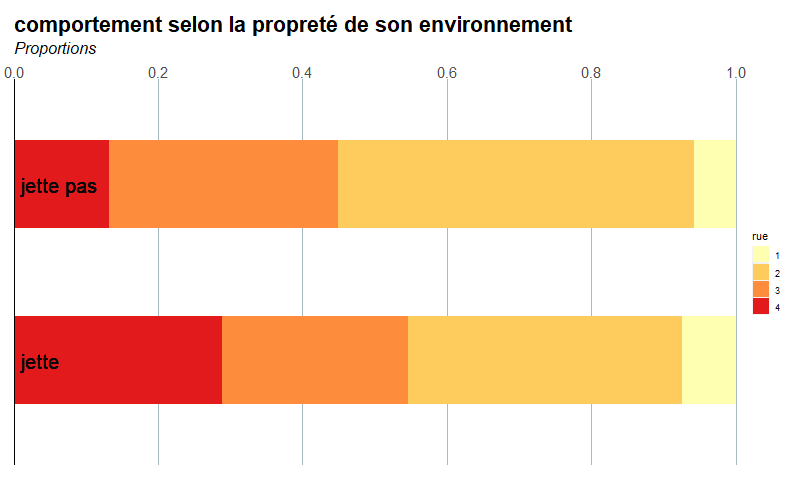 comportement selon la propreté de son environnement
Proportions
0.0 0.2 0.4 0.6 0.8 1.0
jette pas
rue
1
2
3
4
jette